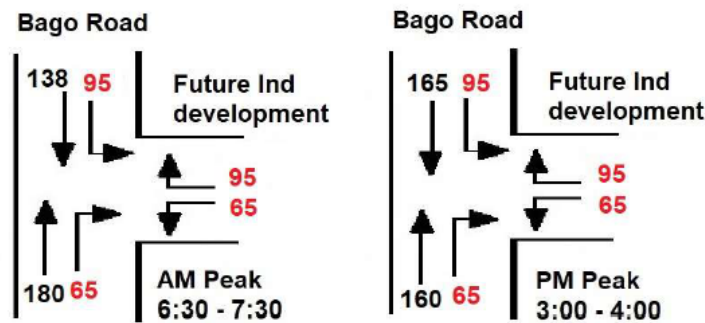 Bago Road
138 95
Future Ind
development
95
65
180 65
AM Peak
6:30 - 7:30
Bago Road
165 95
Future Ind
development
95
65
160 65
PM Peak
3:00 - 4:00